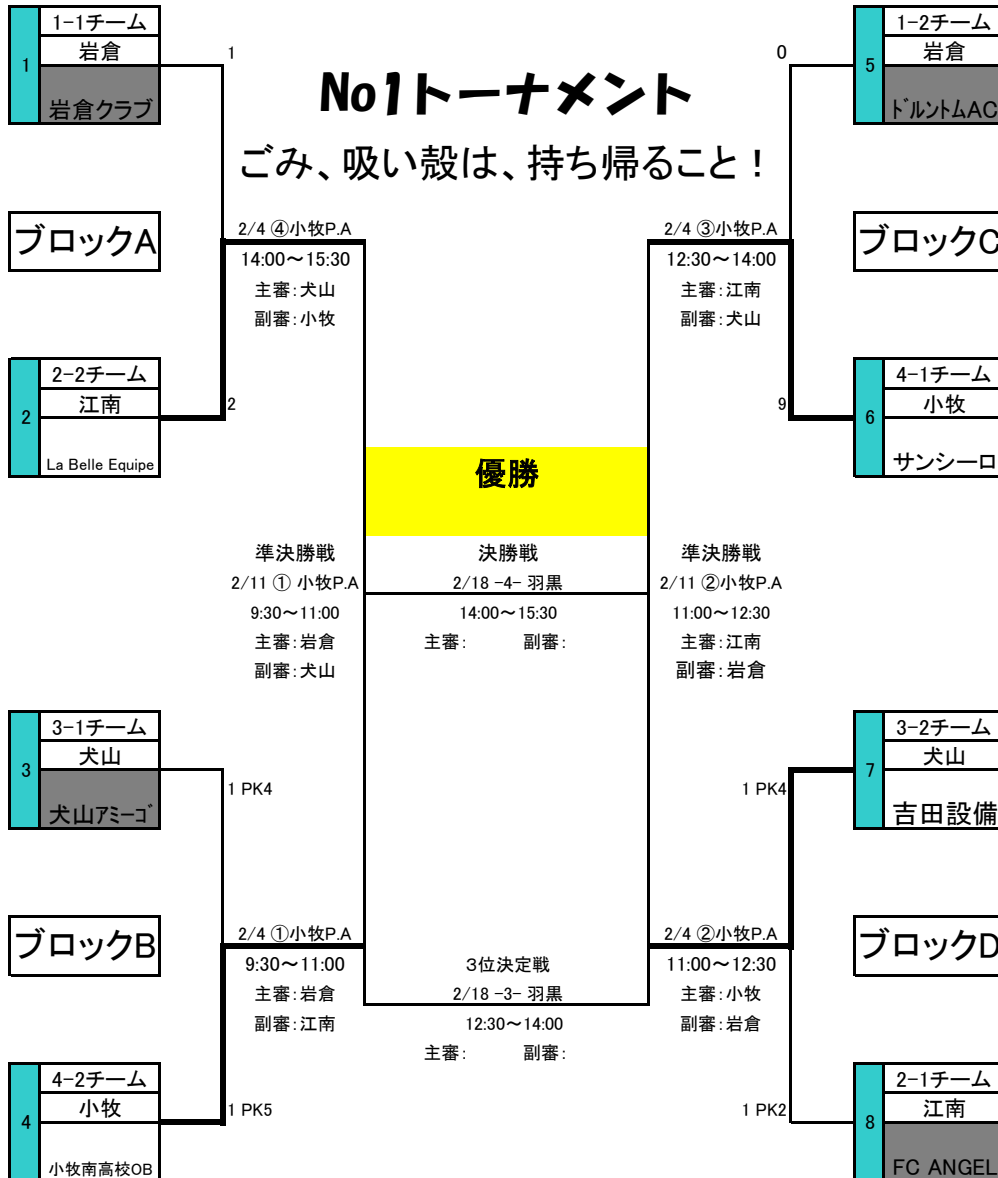 1-1チーム
1
岩倉
岩倉クラブ
1
No1トーナメント
ごみ、吸い殻は、持ち帰ること！
0
1-2チーム
5
岩倉
ﾄﾞﾙﾝﾄムAC
ブロックA
2/4 ④小牧P.A
14:00～15:30
主審：犬山
副審：小牧
2/4 ③小牧P.A
12:30～14:00
主審：江南
副審：犬山
ブロックC
2-2チーム
2
江南
La Belle Equipe
2
9
4-1チーム
6
小牧
サンシーロ
優勝
準決勝戦
2/11 ① 小牧P.A
9:30～11:00
主審：岩倉
副審：犬山
決勝戦
2/18 -4- 羽黒
14:00～15:30
主審： 副審：
準決勝戦
2/11 ②小牧P.A
11:00～12:30
主審：江南
副審：岩倉
3-1チーム
3
犬山
犬山ｱﾐｰｺﾞ
1 PK4
1 PK4
3-2チーム
7
犬山
吉田設備
ブロックB
2/4 ①小牧P.A
9:30～11:00
主審：岩倉
副審：江南
3位決定戦
2/18 -3- 羽黒
12:30～14:00
主審： 副審：
2/4 ②小牧P.A
11:00～12:30
主審：小牧
副審：岩倉
ブロックD
4-2チーム
4
小牧
小牧南高校OB
1 PK5
1 PK2
2-1チーム
8
江南
FC ANGEL